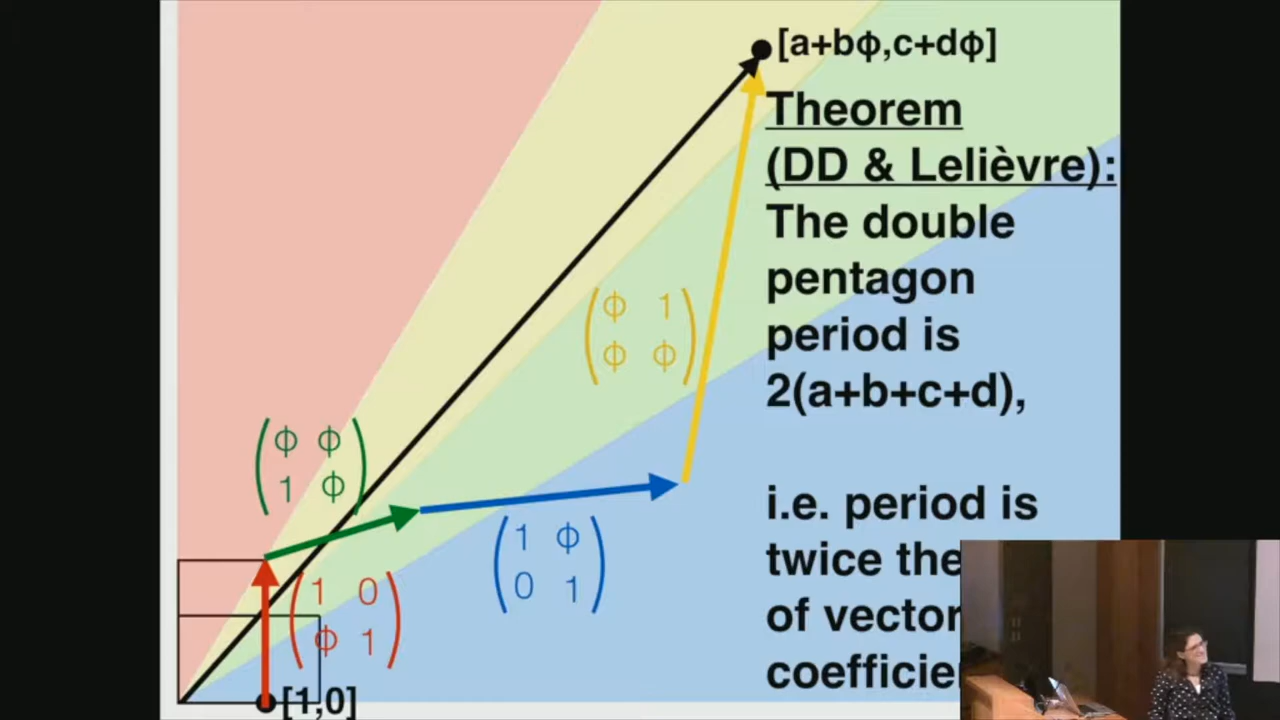 [a+bϕ,c+dϕ]
Theorem
(DD & Lelièvre):
The double
pentagon
period is
2(a+b+c+d),
i.e. period is
twice the
of vector
ϕ 1
ϕ ϕ
ϕ ϕ
1 ϕ
1 ϕ
0 1
1 0
ϕ 1
[1,0]